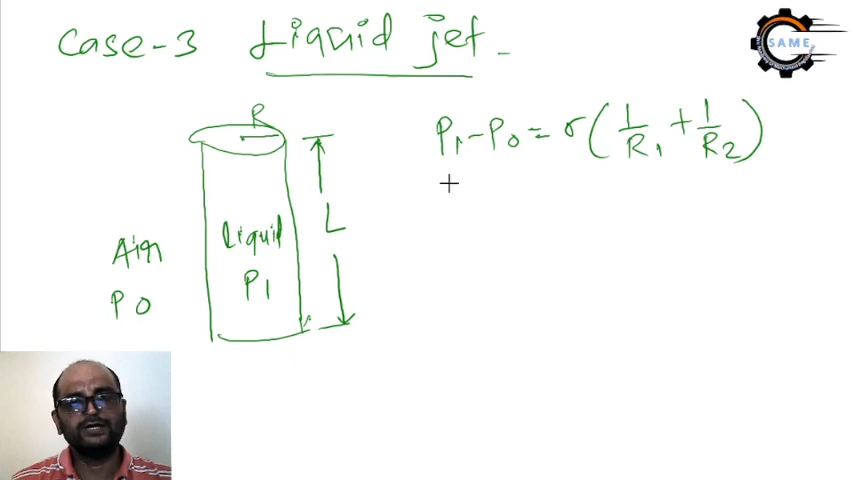 Case-3 Liquid jet
SAME
R
P1-P0=σ(1/R1+1/R2)
L
Liquid
P1
Air
P0